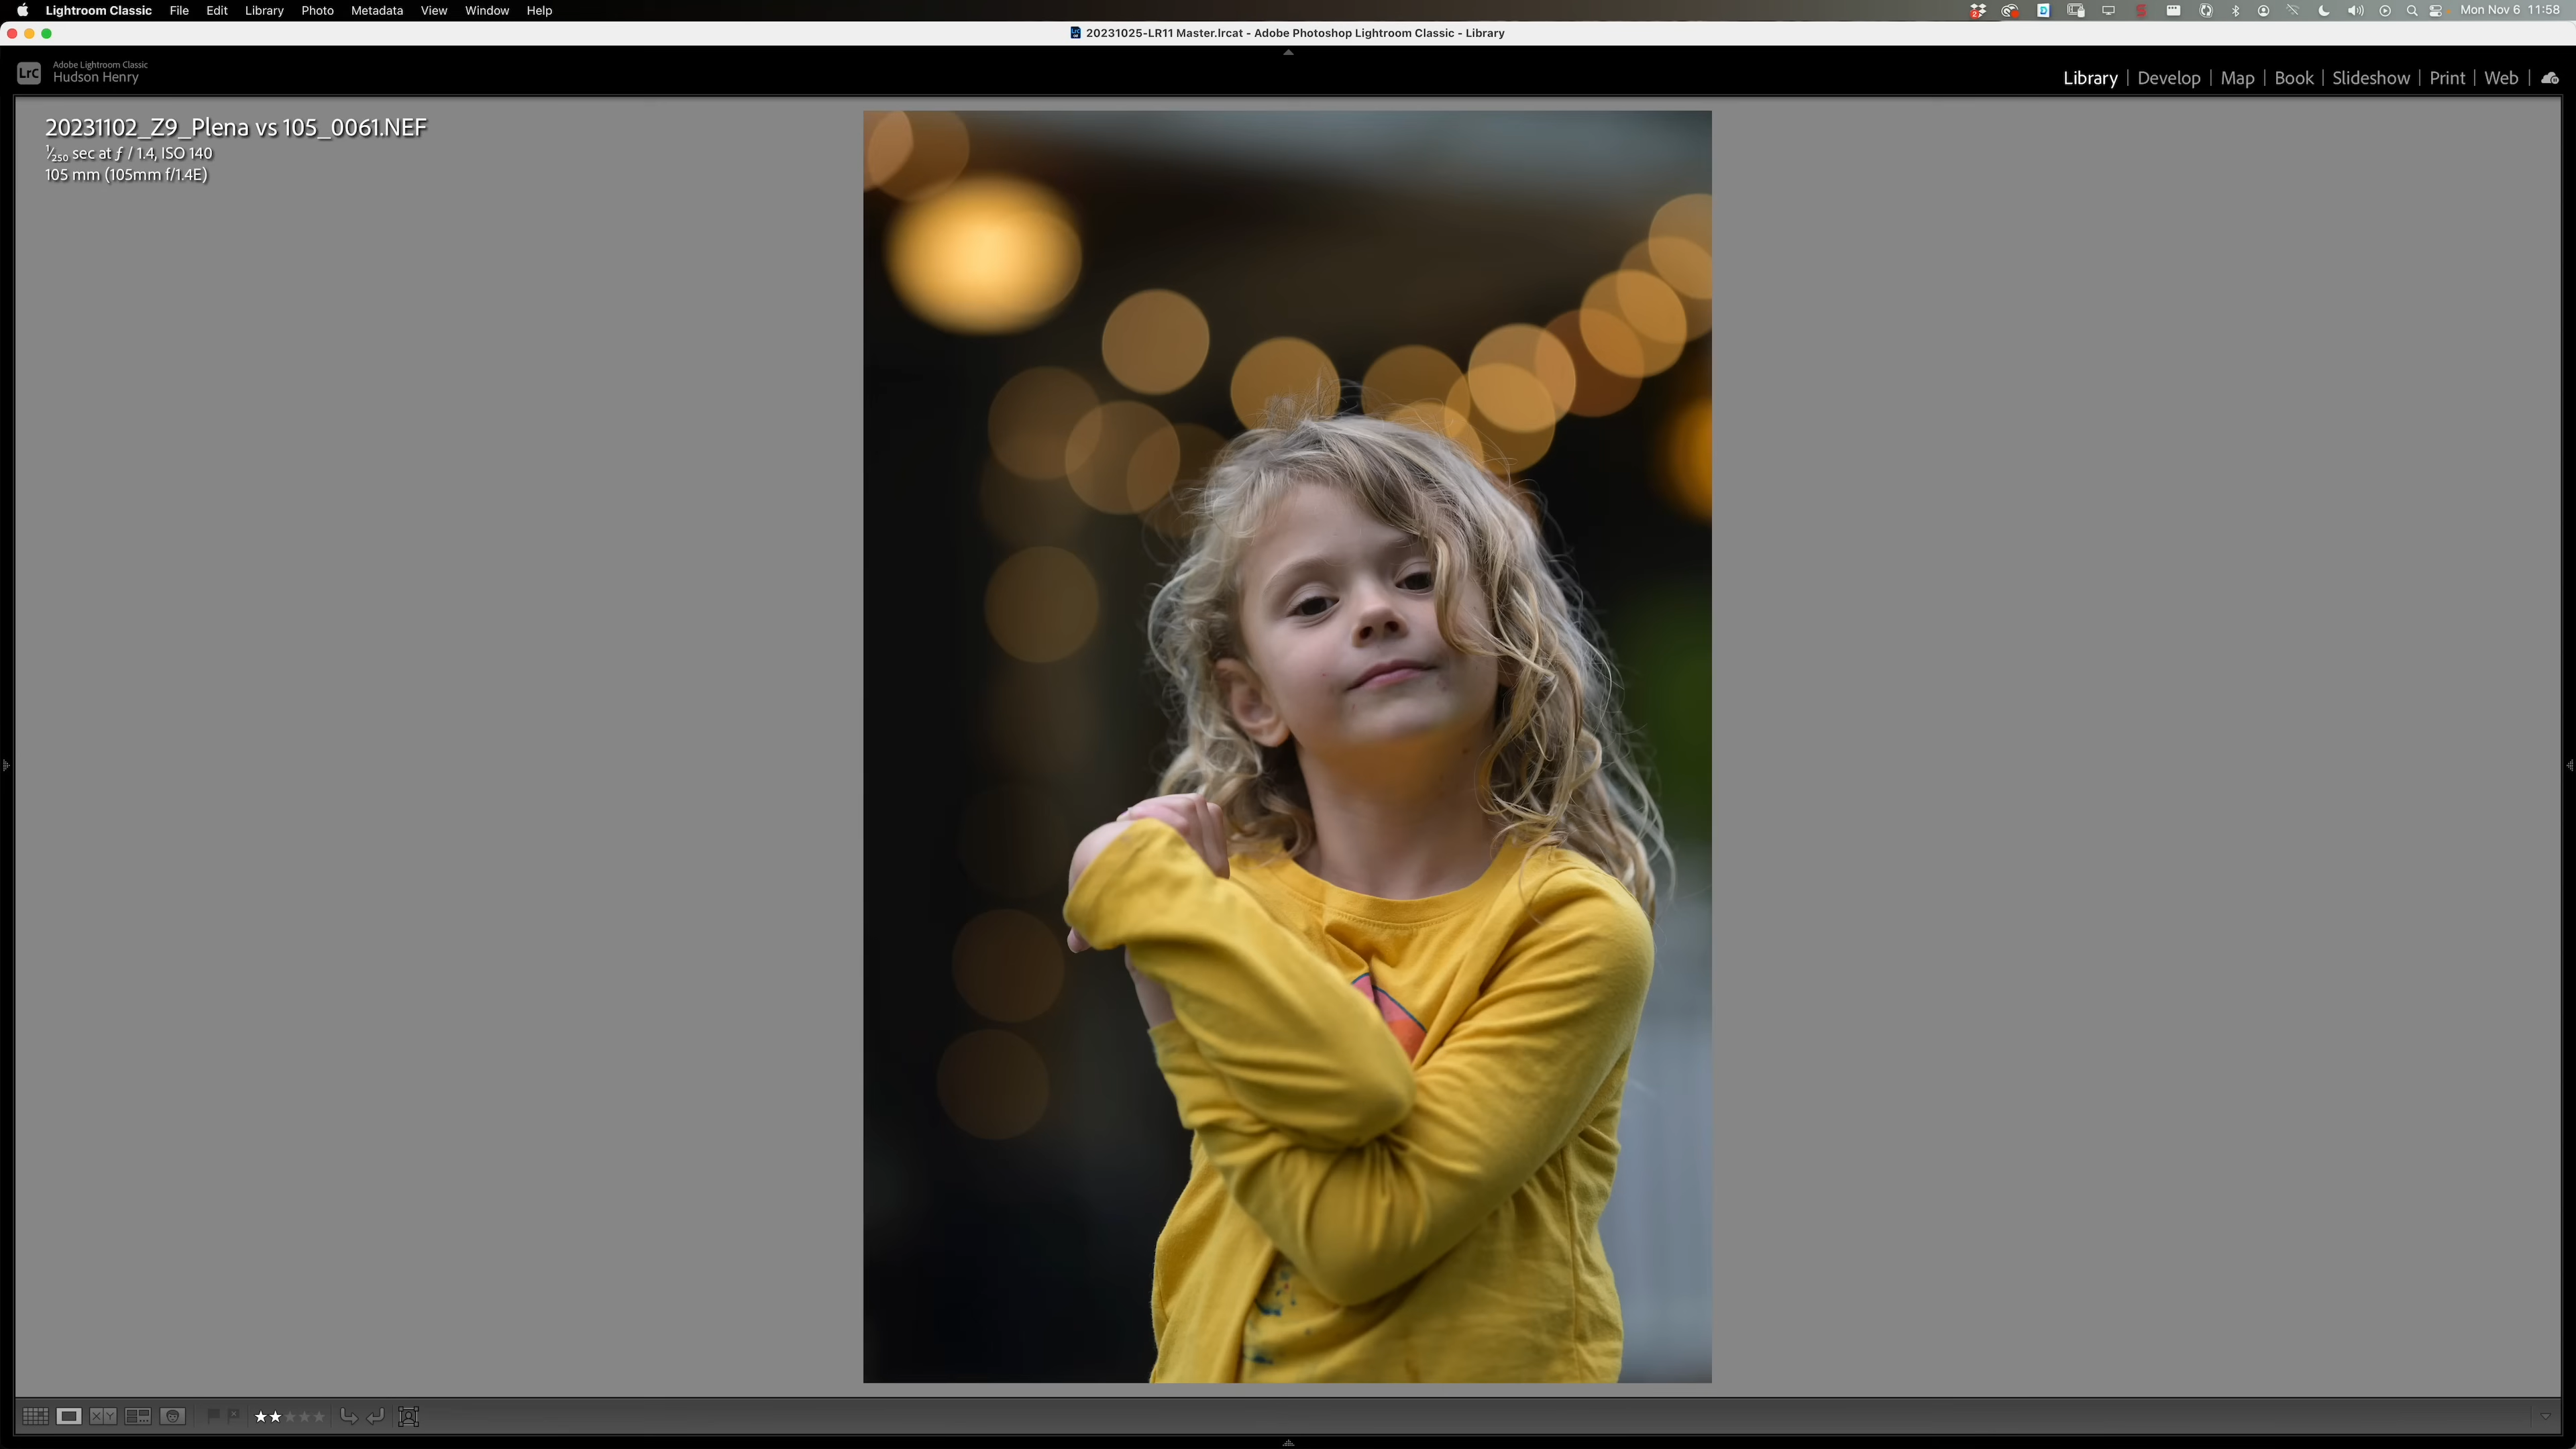 Lightroom Classic File Edit Library Photo Metadata View Window Help Mon Nov 6 11:58
20231025-LR11 Master.lrcat - Adobe Photoshop Lightroom Classic - Library
LrC
Adobe Lightroom Classic
Hudson Henry
Library | Develop | Map | Book | Slideshow | Print | Web
20231102_Z9_Plena vs 105_0061.NEF
1/250 sec at ƒ / 1.4, ISO 140
105 mm (105mm f/1.4E)
XY